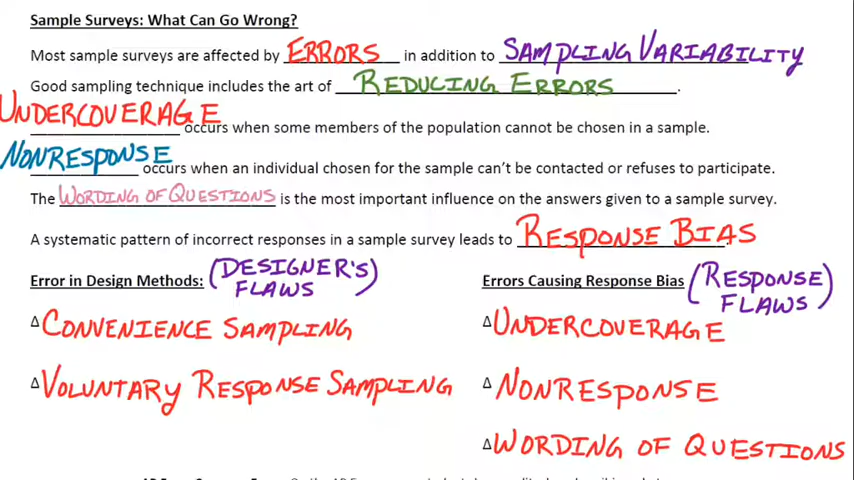 Sample Surveys: What Can Go Wrong?
Most sample surveys are affected by ERRORS in addition to SAMPLING VARIABILITY
Good sampling technique includes the art of REDUCING ERRORS.
UNDERCOVERAGE occurs when some members of the population cannot be chosen in a sample.
NONRESPONSE occurs when an individual chosen for the sample can't be contacted or refuses to participate.
The WORDING OF QUESTIONS is the most important influence on the answers given to a sample survey.
A systematic pattern of incorrect responses in a sample survey leads to RESPONSE BIAS
Error in Design Methods: (DESIGNER'S FLAWS)
Δ CONVENIENCE SAMPLING
Δ VOLUNTARY RESPONSE SAMPLING
Errors Causing Response Bias (RESPONSE FLAWS)
Δ UNDERCOVERAGE
Δ NONRESPONSE
Δ WORDING OF QUESTIONS